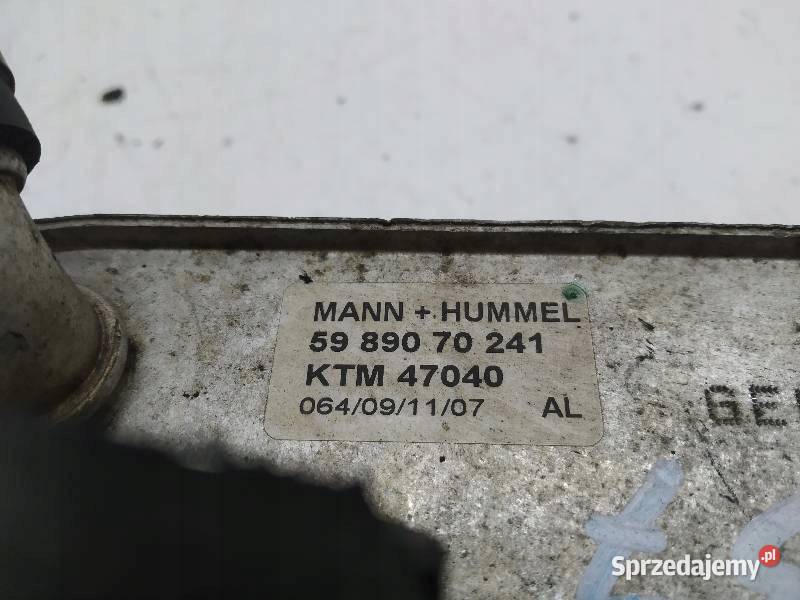 MANN + HUMMEL
59 890 70 241
KTM 47040
064/09/11/07 AL
Sprzedajemy.pl